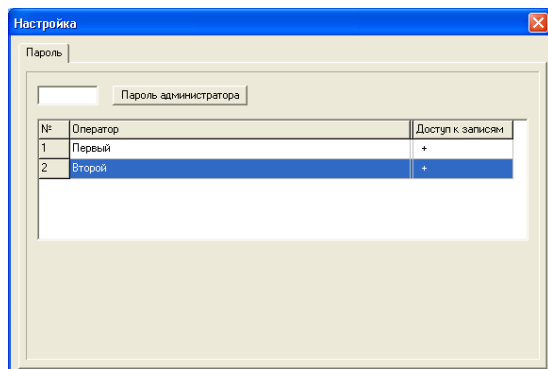 Настройка
Пароль
Пароль администратора
№ Оператор Доступ к записям
1 Первый +
2 Второй +